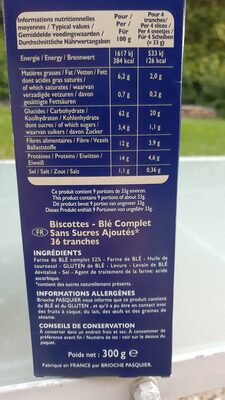 Informations nutritionnelles
moyennes / Typical values /
Gemiddelde voedingswaarden /
Durchschnittliche Nährwertangaben
Pour /
Per /
Für
100 g
Pour 4
tranches/
Per 4 slices/
Per 4 sneetjes
Für 4 Scheiben
(= 33 g)
Energie / Energy / Brennwert
1617 kJ
384 kcal
533 kJ
126 kcal
Matières grasses / Fat / Vetten / Fett
6,2 g
2,0 g
dont acides gras saturés /
of which saturates / waarvan
verzadigde vetzuren / davon
gesättigte Fettsäuren
0,7 g
0,2 g
Glucides / Carbohydrate /
Koolhydraten / Kohlenhydrate
62 g
20 g
dont sucres / of which sugars /
waarvan suikers / davon Zucker
3,4 g
1,1 g
Fibres alimentaires / Fibre / Vezels
Ballaststoffe
12 g
3,9 g
Protéines / Proteins / Eiwitten /
Eiweiß
14 g
4,6 g
Sel / Salt / Zout / Salz
1,1 g
0,36 g
Ce produit contient 9 portions de 33g environ.
This product contains 9 portions of about 33g
Dit product bevat 9 porties van ongeveer 33g
Dieses Produkt enhält 9 Portionen von ungefähr 33g
Biscottes - Blé Complet
FR Sans Sucres Ajoutés*
36 tranches
INGRÉDIENTS
Farine de BLÉ complet 52% - Farine de BLÉ - Huile de
tournesol - GLUTEN de BLÉ - Levure - Levain de BLÉ
dévitalisé - Sel - Agent de traitement de la farine: acide
ascorbique.
*contient des sucres naturellement présents.
INFORMATIONS ALLERGÈNES
Brioche PASQUIER vous informe que ce produit contient
du BLÉ et du GLUTEN , et qu'il a pu être en contact avec
des fruits à coque, du lait, des œufs et des graines de
sésame.
CONSEILS DE CONSERVATION
À conserver dans un endroit frais et sec. À consommer de
préférence avant fin / Numéro de lot : voir sur le dessus du
paquet.
Poids net : 300 g e
Fabriqué en FRANCE par BRIOCHE PASQUIER.